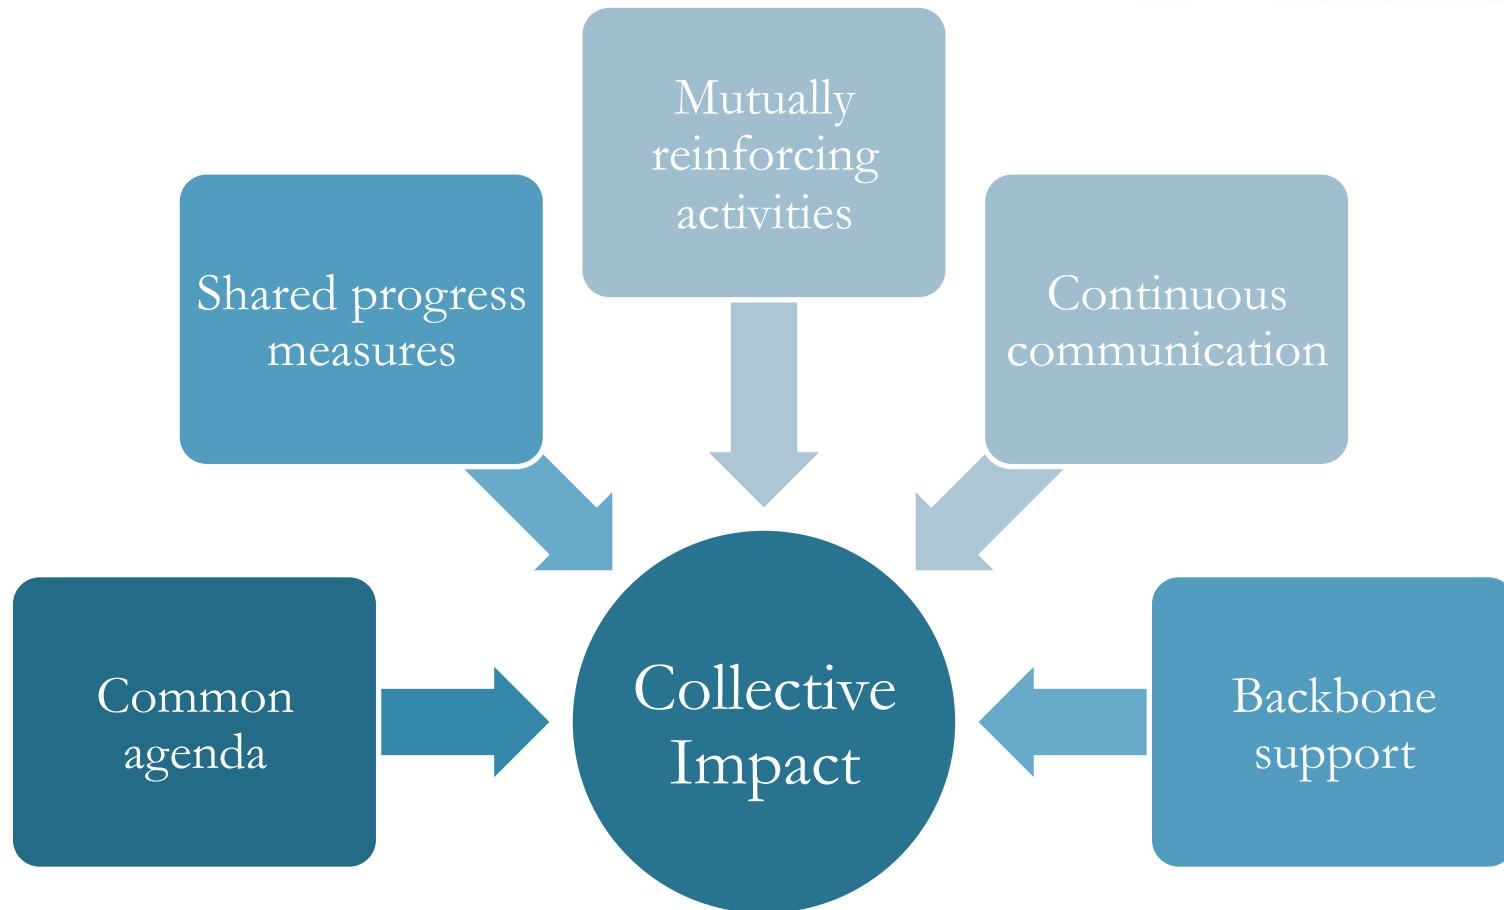 Mutually
reinforcing
activities
Shared progress
measures
Continuous
communication
Common
agenda
Collective
Impact
Backbone
support